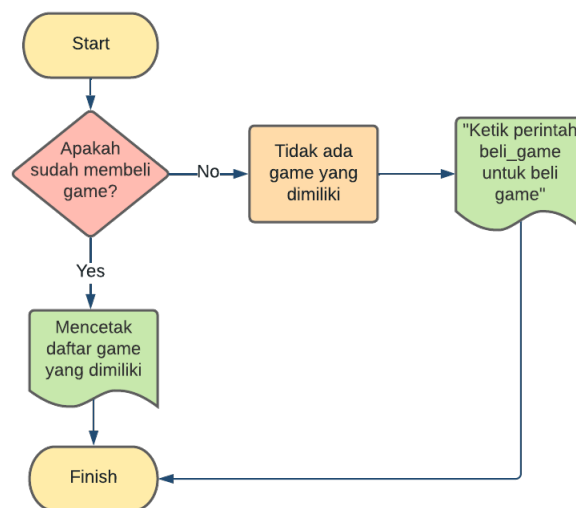 Start
Apakah
sudah membeli
game?
No
Tidak ada
game yang
dimiliki
"Ketik perintah
beli_game
untuk beli
game"
Yes
Mencetak
daftar game
yang dimiliki
Finish